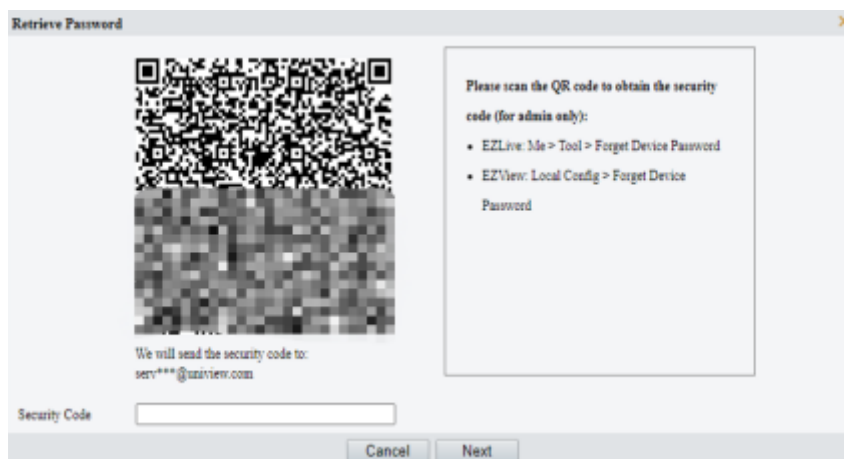 Retrieve Password
Please scan the QR code to obtain the security
code (for admin only):
• EZLive: Me > Tool > Forget Device Password
• EZView: Local Config > Forget Device
Password
We will send the security code to:
serv***@uniview.com
Security Code
Cancel
Next